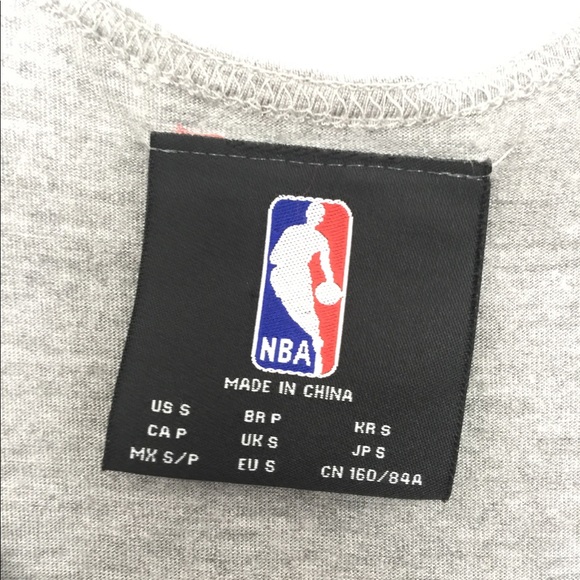 NBA
MADE IN CHINA
US S BR P KR S
CA P UK S JP S
MX S/P EU S CN 160/84A